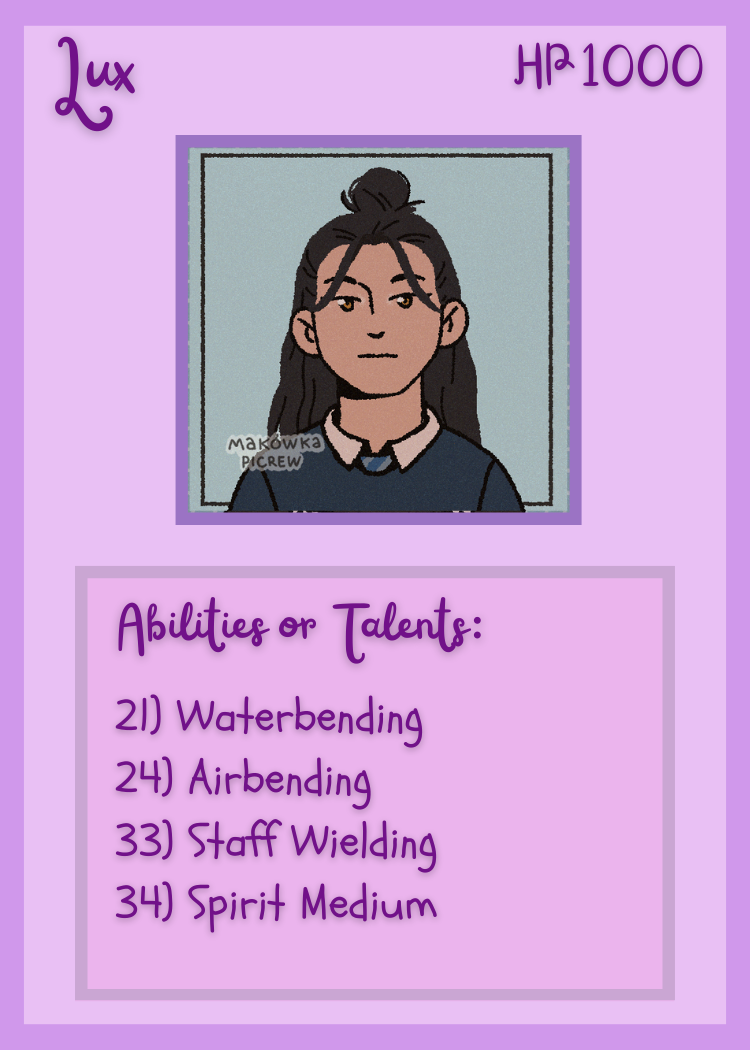 Lux
HP 1000
MAKOWKA
PICREW
Abilities or Talents:
21) Waterbending
24) Airbending
33) Staff Wielding
34) Spirit Medium